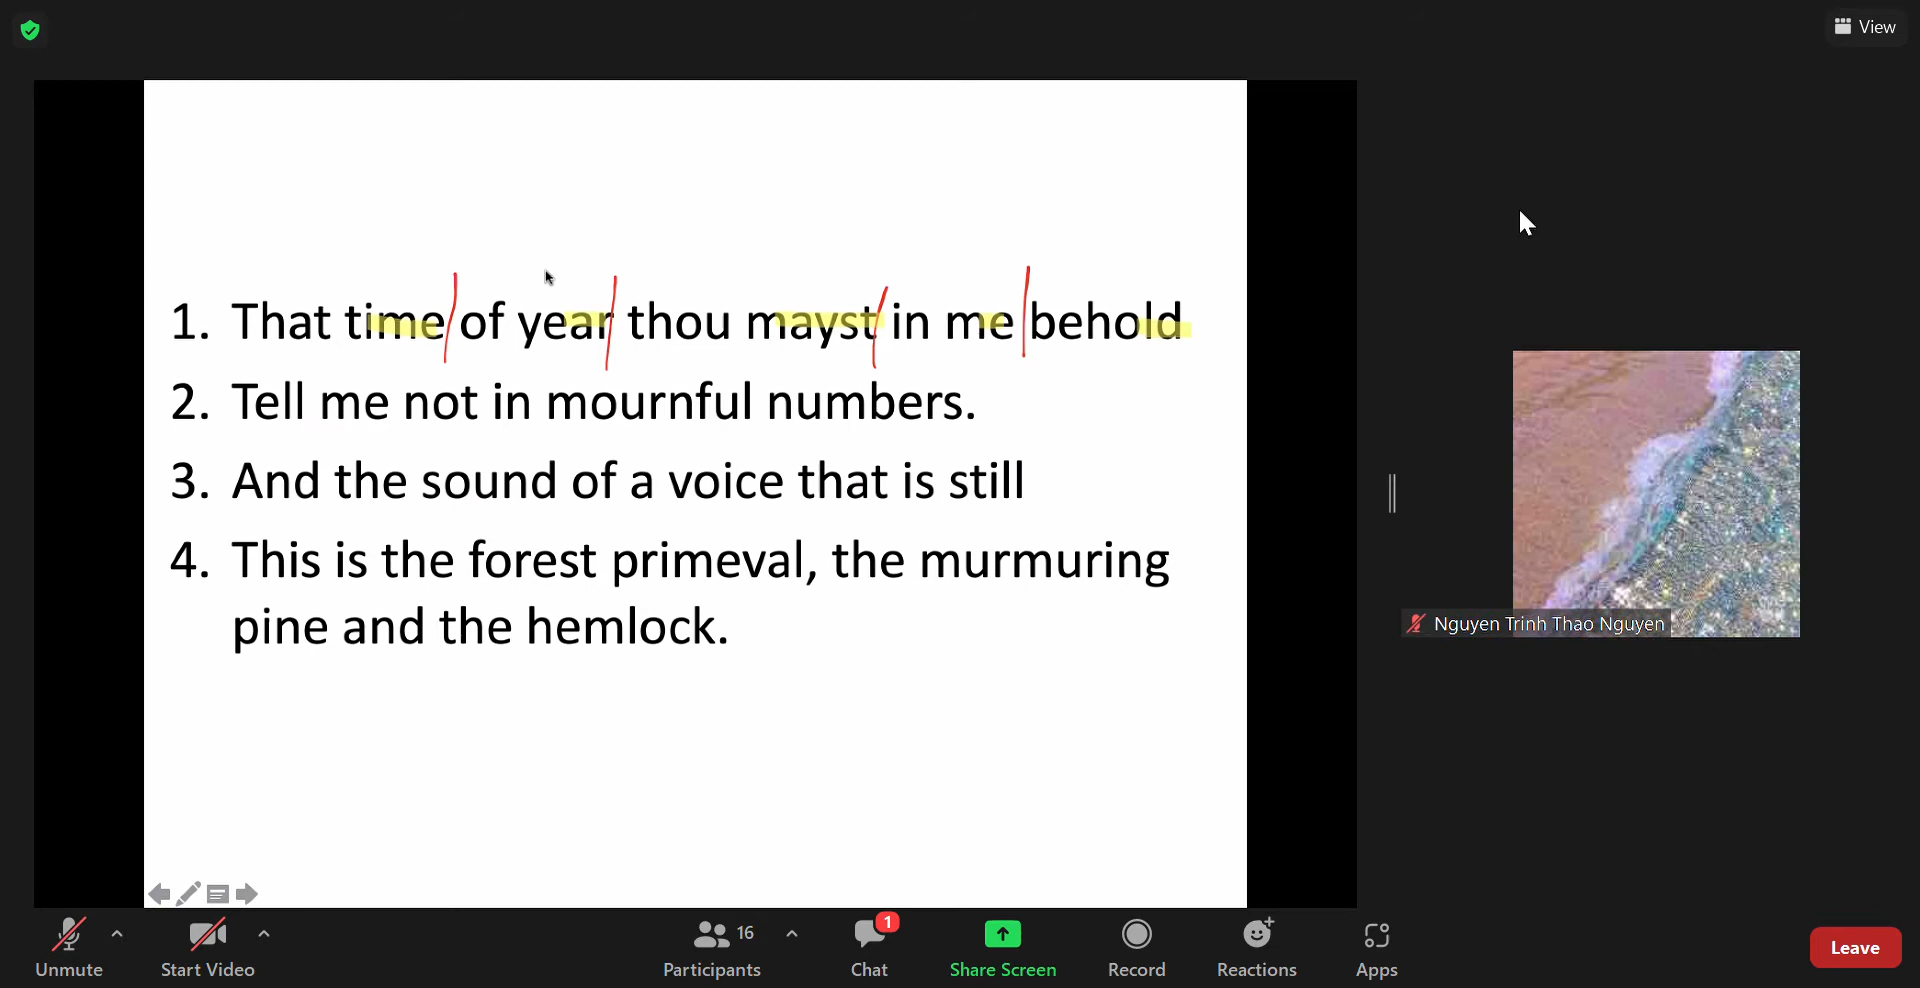 View
1. That time of year thou mayst in me behold
2. Tell me not in mournful numbers.
3. And the sound of a voice that is still
4. This is the forest primeval, the murmuring
pine and the hemlock.
Nguyen Trinh Thao Nguyen
16
1
Unmute
Start Video
Participants
Chat
Share Screen
Record
Reactions
Apps
Leave